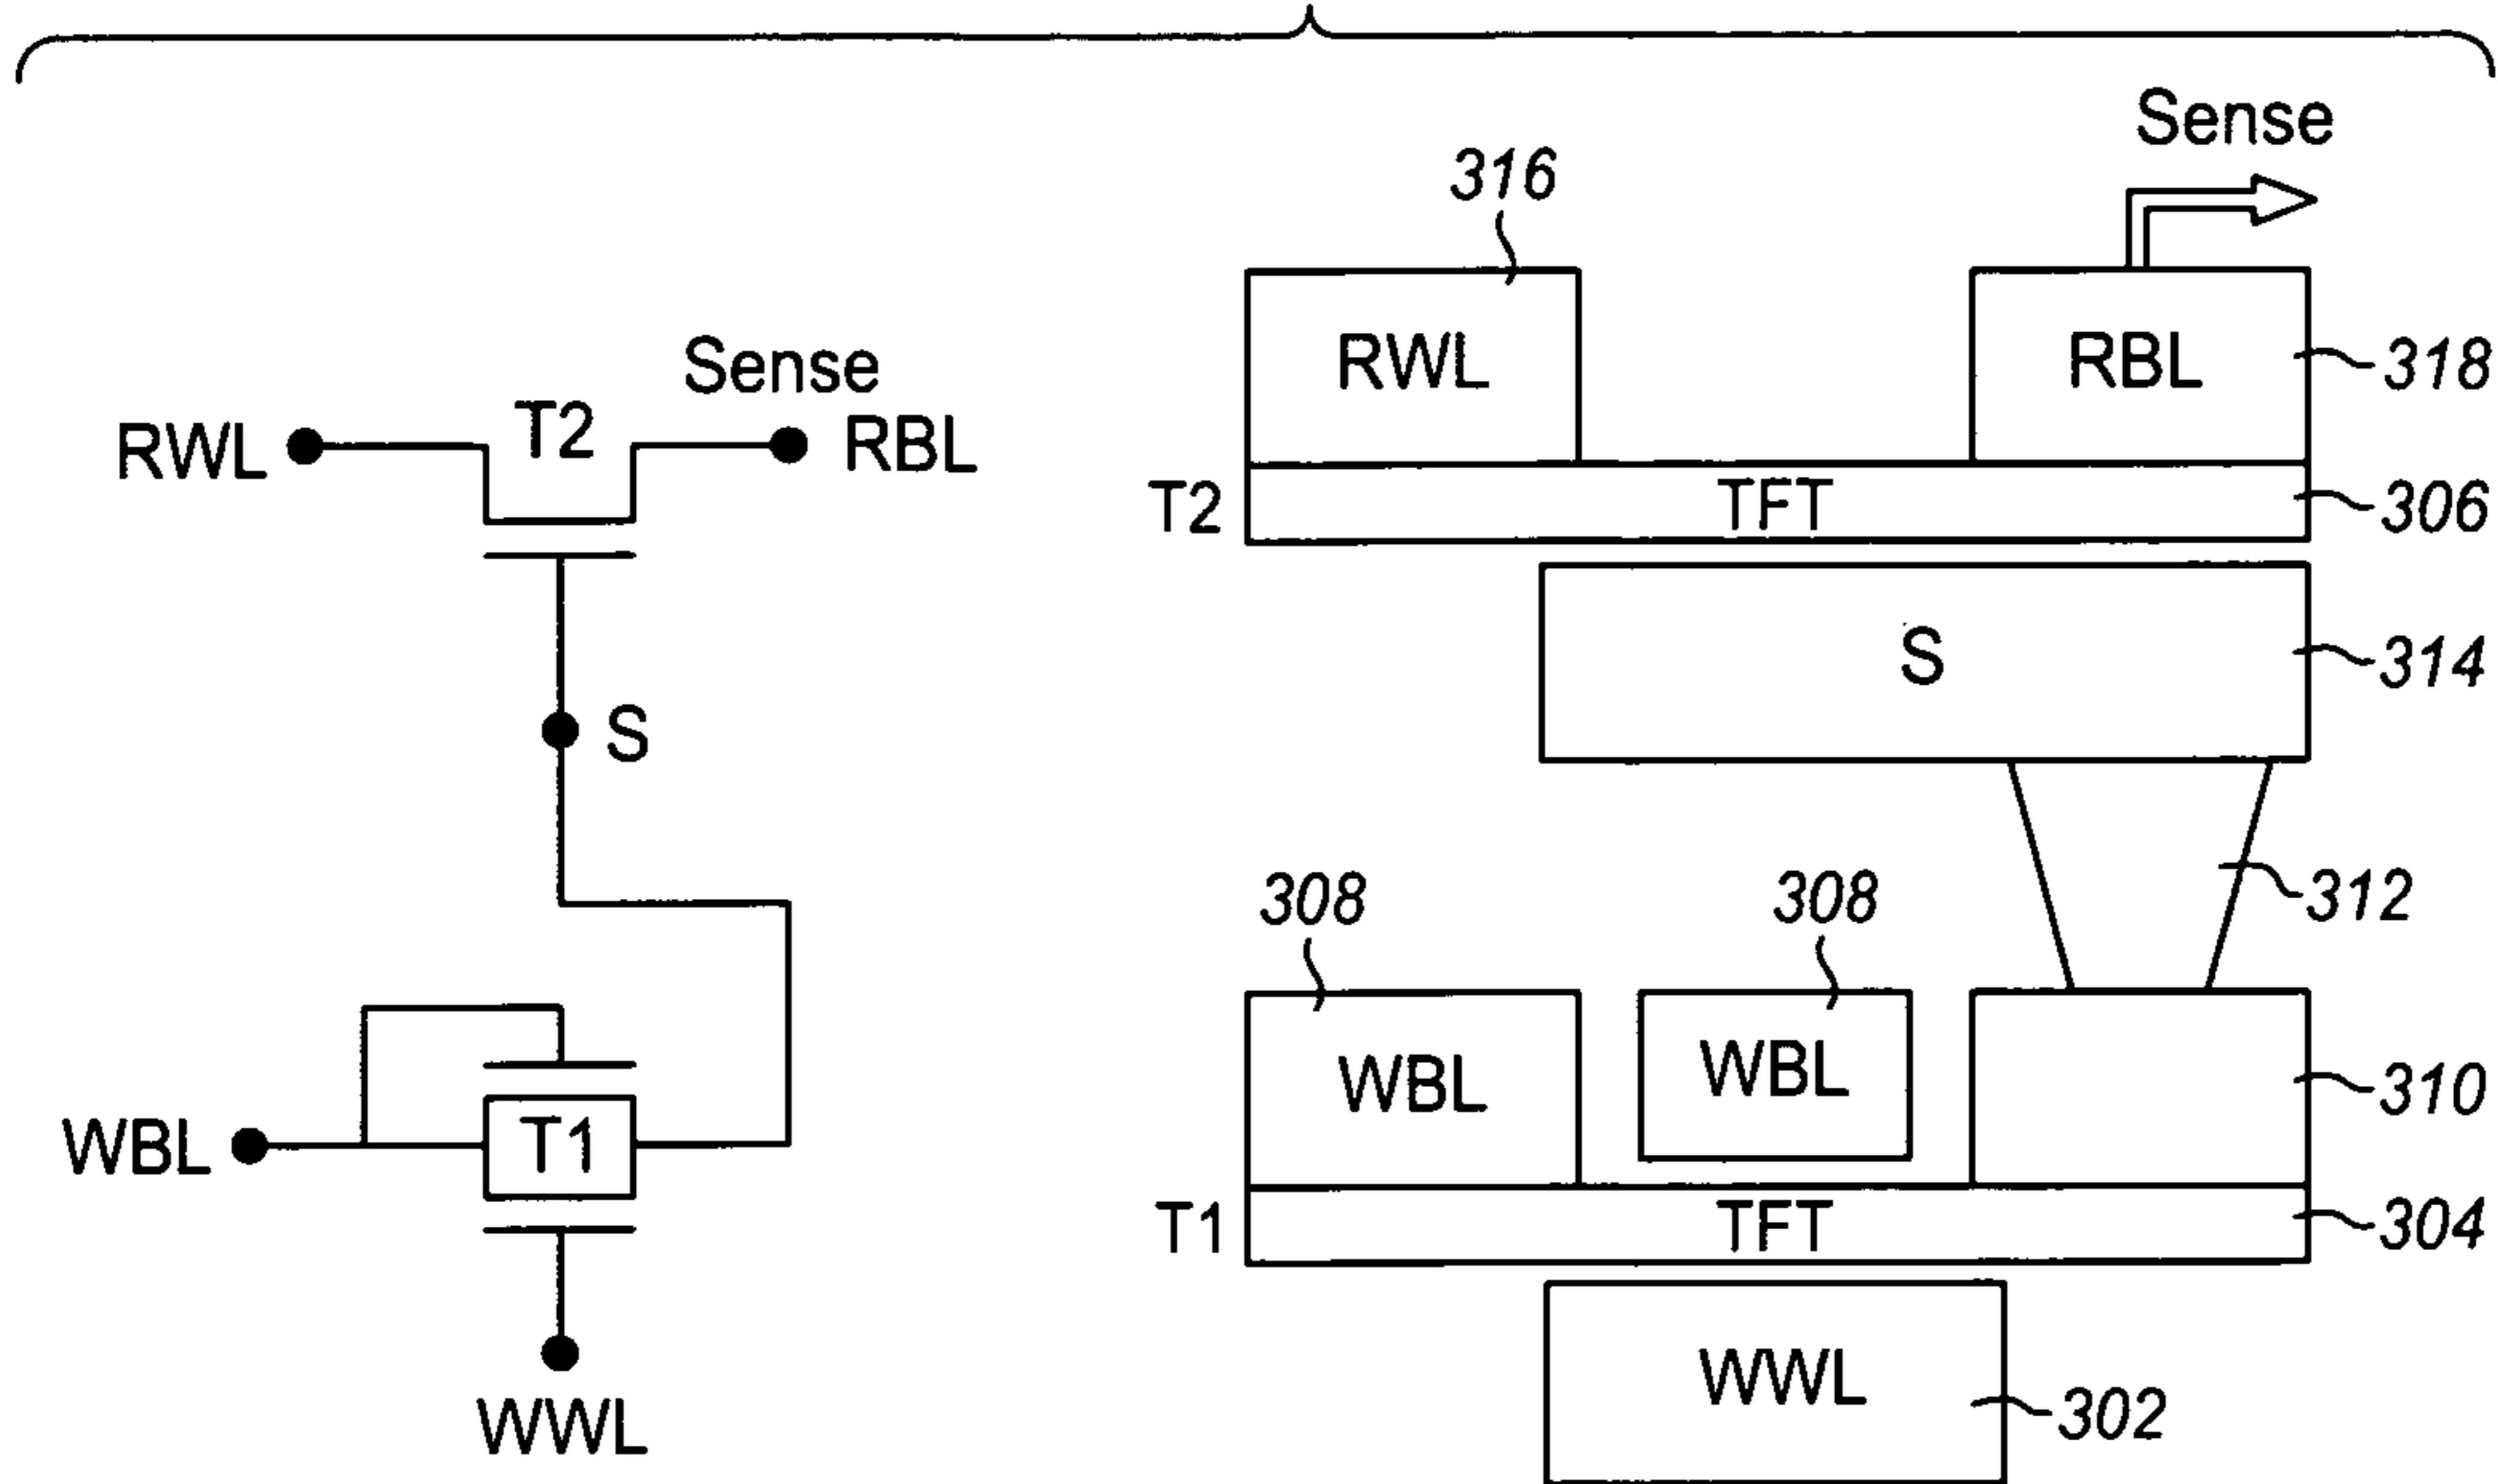 Sense
316
RWL
RBL
318
Sense
T2
RWL
RBL
T2
TFT
306
S
314
S
312
308
308
WBL
WBL
310
T1
WBL
T1
TFT
304
WWL
302
WWL